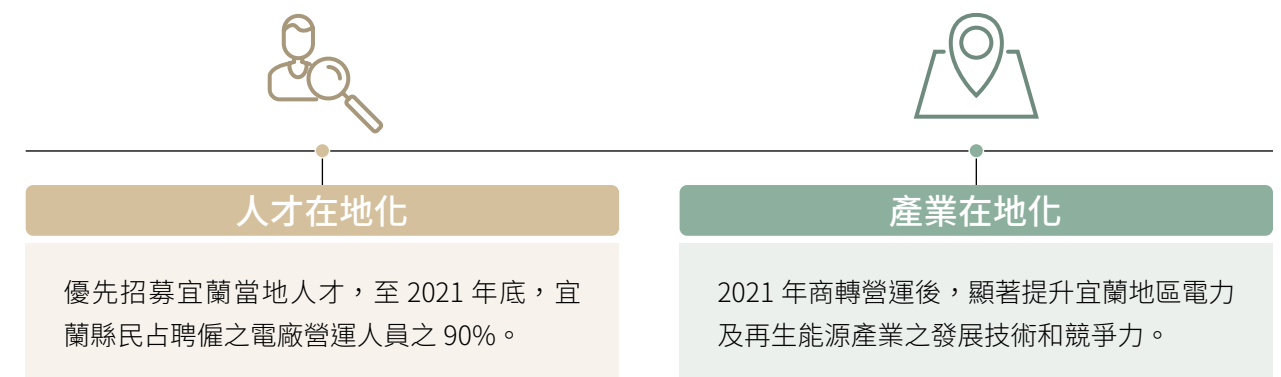 人才在地化
優先招募宜蘭當地人才，至 2021 年底，宜
蘭縣民占聘僱之電廠營運人員之 90%。
產業在地化
2021 年商轉營運後，顯著提升宜蘭地區電力
及再生能源產業之發展技術和競爭力。